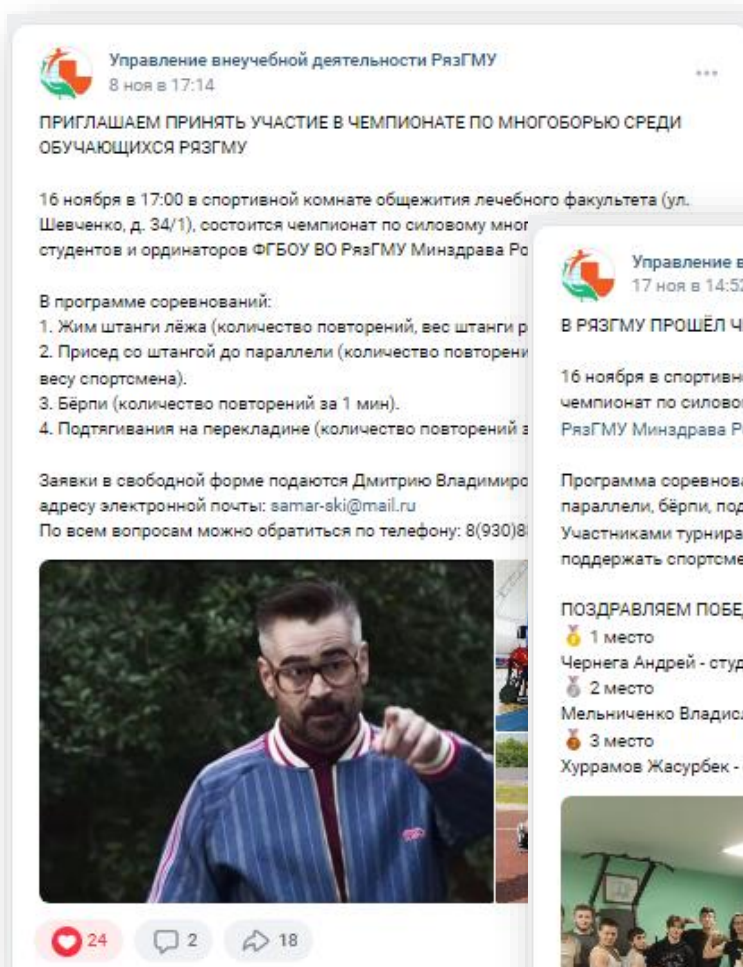 Управление внеучебной деятельности РязГМУ
8 ноя в 17:14
ПРИГЛАШАЕМ ПРИНЯТЬ УЧАСТИЕ В ЧЕМПИОНАТЕ ПО МНОГОБОРЬЮ СРЕДИ
ОБУЧАЮЩИХСЯ РЯЗГМУ
16 ноября в 17:00 в спортивной комнате общежития лечебного факультета (ул.
Шевченко, д. 34/1), состоится чемпионат по силовому мног
студентов и ординаторов ФГБОУ ВО РязГМУ Минздрава Ро
В программе соревнований:
1. Жим штанги лёжа (количество повторений, вес штанги р
2. Присед со штангой до параллели (количество повторени
весу спортсмена).
3. Бёрпи (количество повторений за 1 мин).
4. Подтягивания на перекладине (количество повторений з
Заявки в свободной форме подаются Дмитрию Владимиро
адресу электронной почты: samar-ski@mail.ru
По всем вопросам можно обратиться по телефону: 8(930)8
24
2
18
Управление в
17 ноя в 14:52
В РЯЗГМУ ПРОШЁЛ Ч
16 ноября в спортивн
чемпионат по силово
РязГМУ Минздрава Р
Программа соревнова
параллели, бёрпи, под
Участниками турнира
поддержать спортсме
ПОЗДРАВЛЯЕМ ПОБЕ
1 место
Чернега Андрей - студ
2 место
Мельниченко Владисл
3 место
Хуррамов Жасурбек -